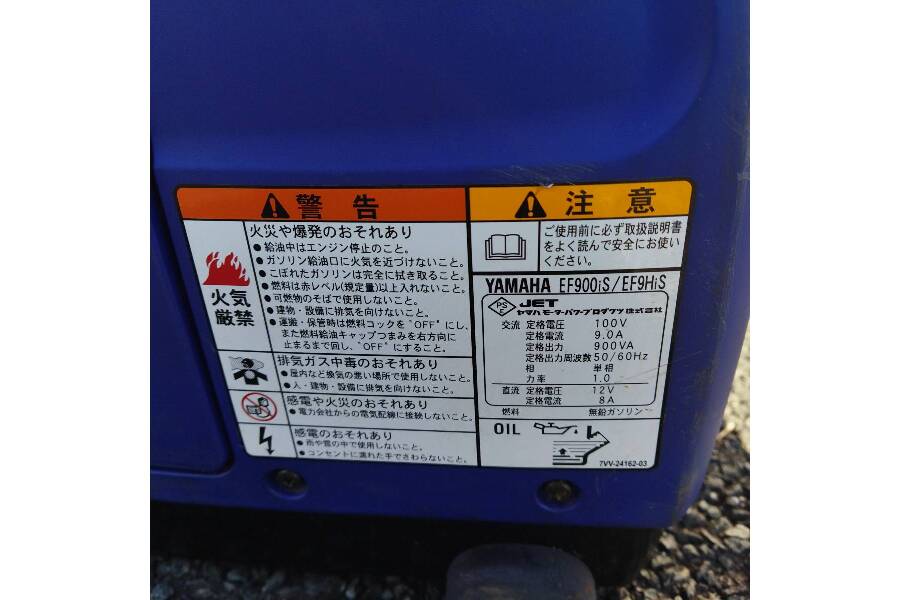 警告
火災や爆発のおそれあり
● 給油中はエンジン停止のこと。
● ガソリン給油口に火気を近づけないこと。
● こぼれたガソリンは完全に拭き取ること。
● 燃料は赤レベル(規定量)以上入れないこと。
● 可燃物のそばで使用しないこと。
● 建物・設備に排気を向けないこと。
● 運搬・保管時は燃料コックを"OFF"にし、
また燃料給油キャップつまみを右方向に
止まるまで回し、"OFF"にすること。
火気
厳禁
排気ガス中毒のおそれあり
● 屋内など換気の悪い場所で使用しないこと。
● 人・建物・設備に排気を向けないこと。
感電や火災のおそれあり
● 電力会社からの電気配線に接続しないこと。
感電のおそれあり
● 雨や雪の中で使用しないこと。
● コンセントに濡れた手でさわらないこと。
注意
ご使用前に必ず取扱説明書
をよく読んで安全にお使い
ください。
YAMAHA EF900iS/EF9HiS
PS
E
JET
ヤマハモーターパワープロダクツ株式会社
交流 定格電圧 100V
定格電流 9.0A
定格出力 900VA
定格出力周波数 50/60Hz
相 単相
力率 1.0
直流 定格電圧 12V
定格電流 8A
燃料 無鉛ガソリン
OIL
7VV-24162-03